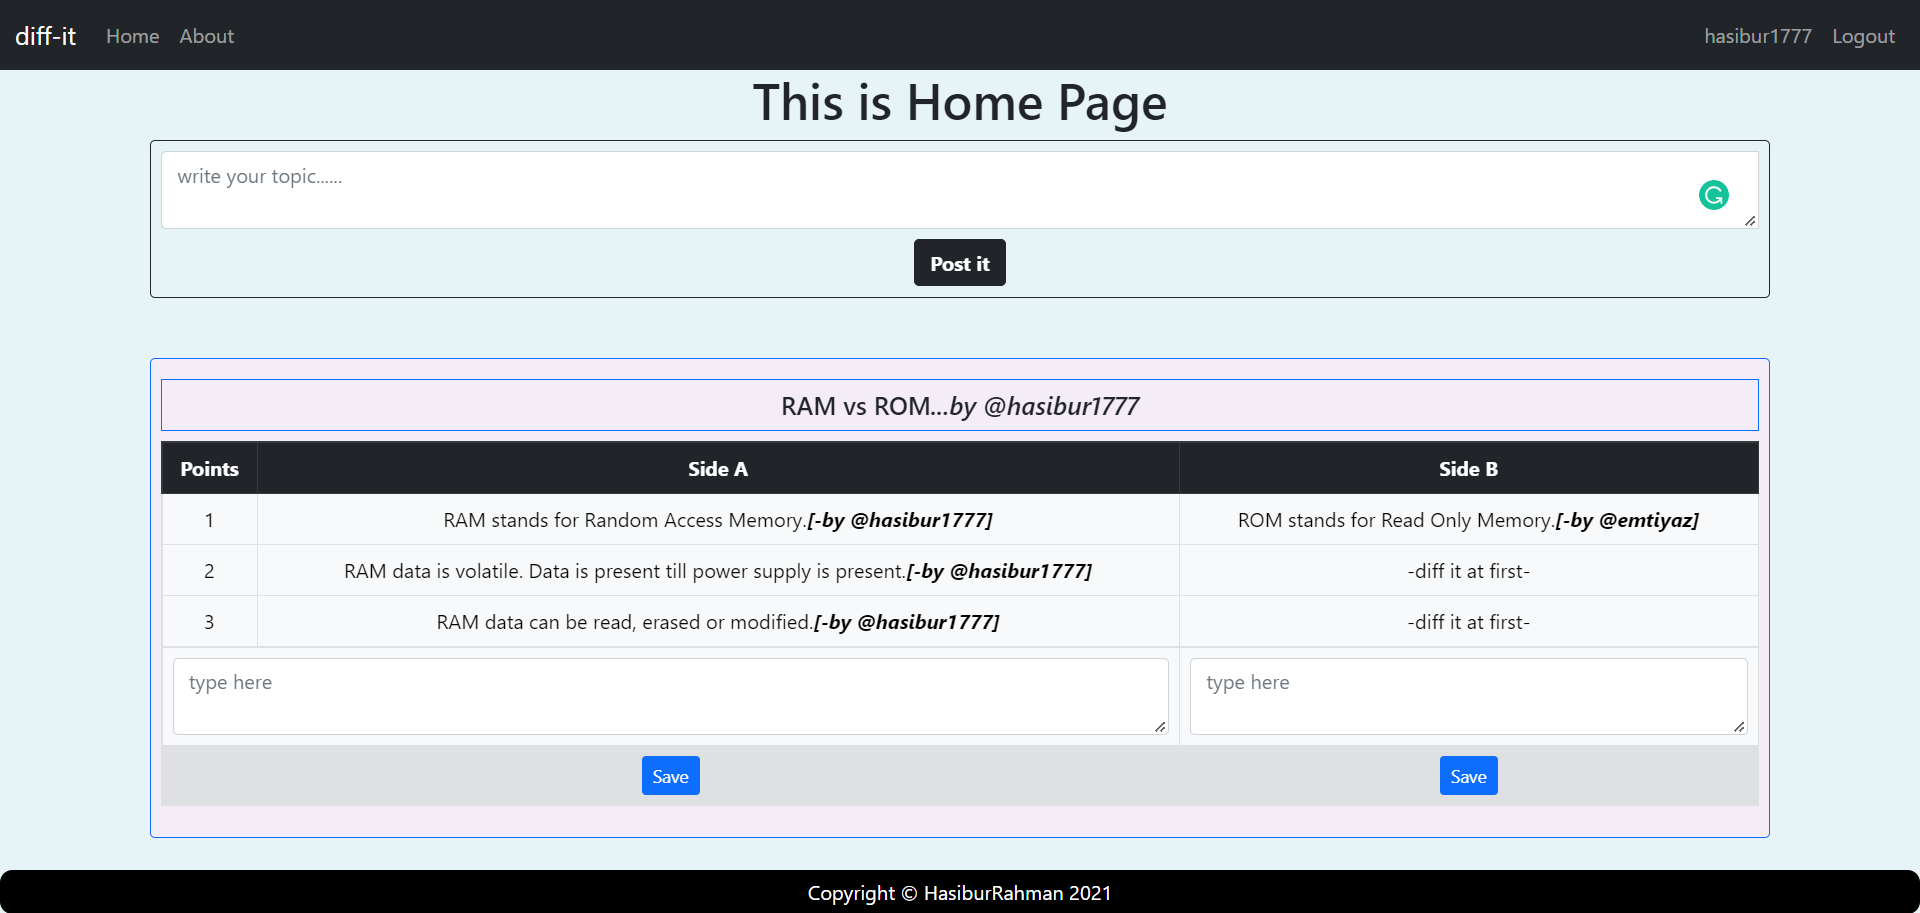 diff-it Home About hasibur1777 Logout
This is Home Page
write your topic......
Post it
RAM vs ROM...by @hasibur1777
Points Side A Side B
1 RAM stands for Random Access Memory.[-by @hasibur1777] ROM stands for Read Only Memory.[-by @emtiyaz]
2 RAM data is volatile. Data is present till power supply is present.[-by @hasibur1777] -diff it at first-
3 RAM data can be read, erased or modified.[-by @hasibur1777] -diff it at first-
type here type here
Save Save
Copyright © HasiburRahman 2021